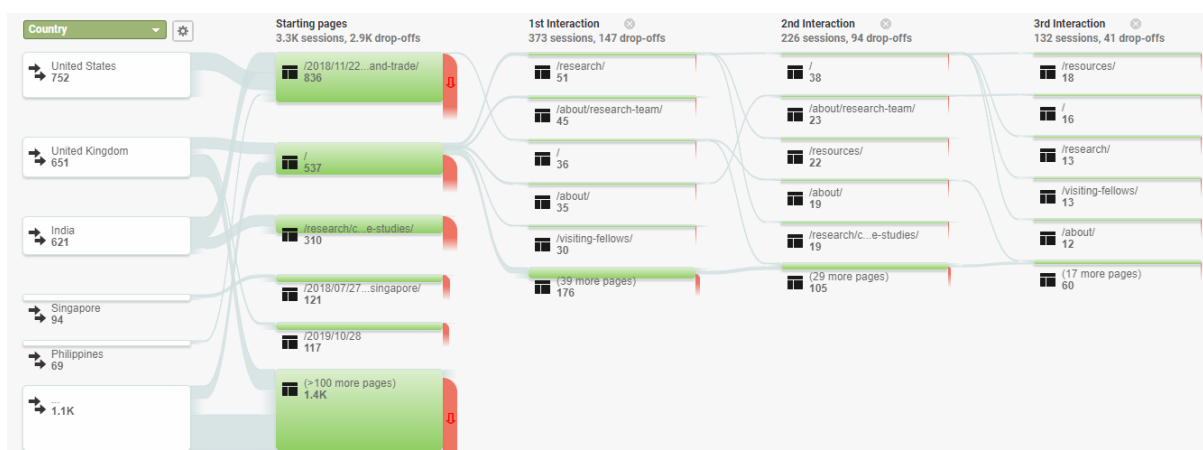 Country
United States
752
United Kingdom
651
India
621
Singapore
94
Philippines
69
...
1.1K
Starting pages
3.3K sessions, 2.9K drop-offs
/2018/11/22...and-trade/
836
/
537
/research/c...e-studies/
310
/2018/07/27...singapore/
121
/2019/10/28
117
(>100 more pages)
1.4K
1st Interaction
373 sessions, 147 drop-offs
/research/
51
/about/research-team/
45
/
36
/about/
35
/visiting-fellows/
30
(39 more pages)
176
2nd Interaction
226 sessions, 94 drop-offs
/
38
/about/research-team/
23
/resources/
22
/about/
19
/research/c...e-studies/
19
(29 more pages)
105
3rd Interaction
132 sessions, 41 drop-offs
/resources/
18
/
16
/research/
13
/visiting-fellows/
13
/about/
12
(17 more pages)
60